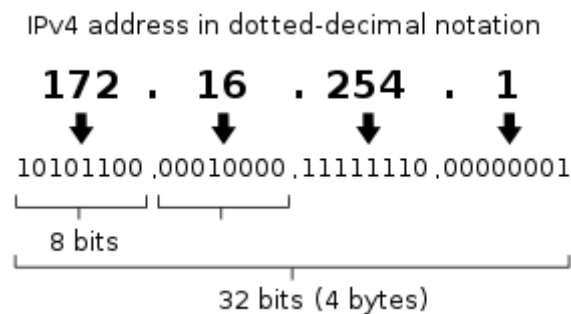 IPv4 address in dotted-decimal notation
172 . 16 . 254 . 1
10101100 .00010000 .11111110 .00000001
8 bits
32 bits (4 bytes)